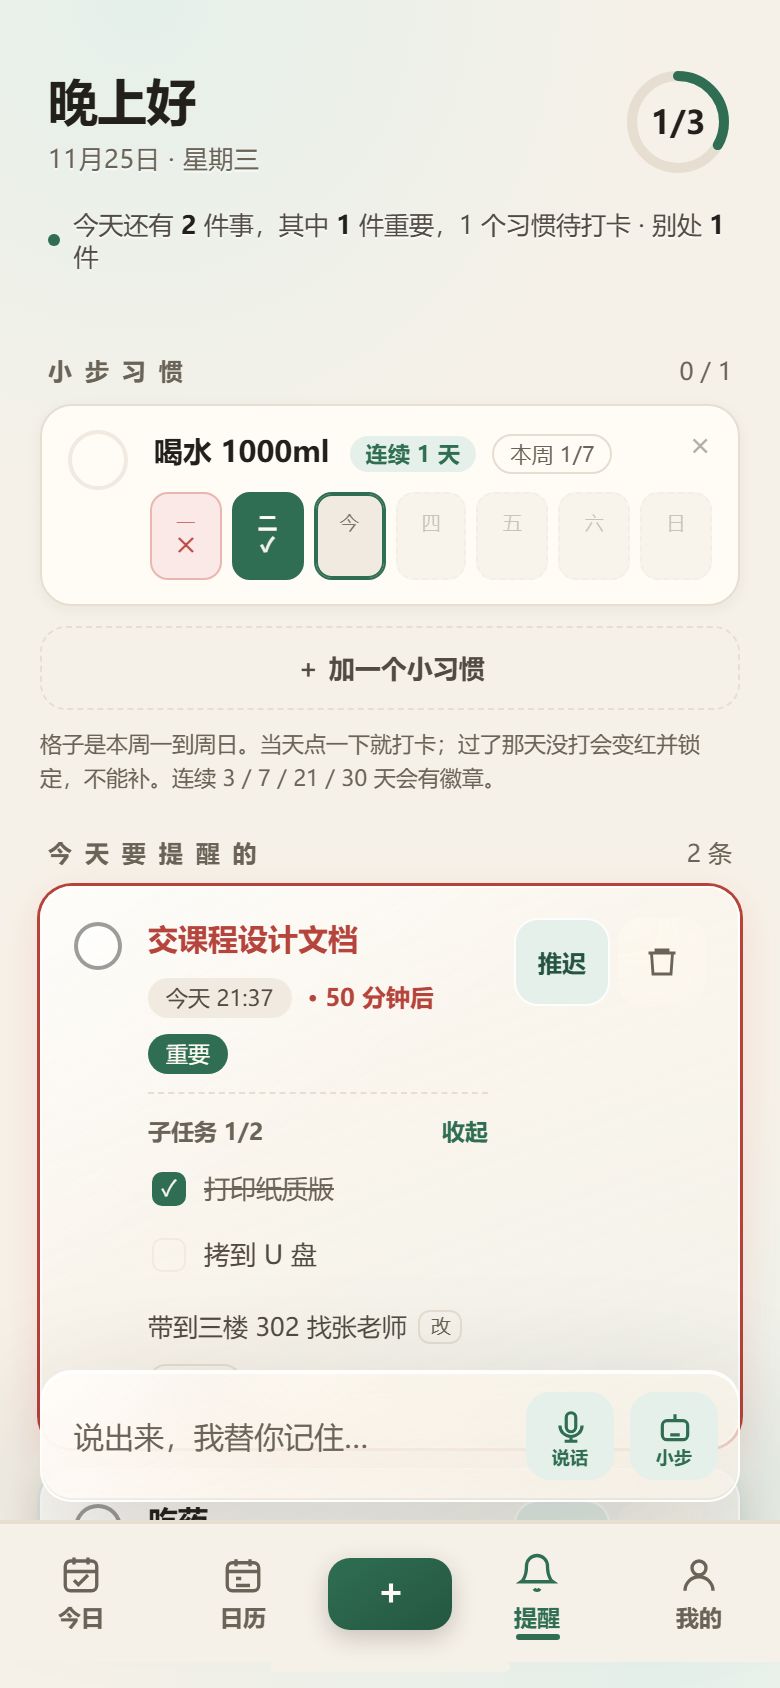 晚上好
1/3
11月25日 · 星期三
今天还有 2 件事，其中 1 件重要，1 个习惯待打卡 · 别处 1
件
小步习惯
0 / 1
喝水 1000ml 连续 1 天 本周 1/7 ×
一 二 今 四 五 六 日
× ✓
+ 加一个小习惯
格子是本周一到周日。当天点一下就打卡；过了那天没打会变红并锁
定，不能补。连续 3 / 7 / 21 / 30 天会有徽章。
今天要提醒的
2 条
交课程设计文档
推迟
今天 21:37 • 50 分钟后
重要
子任务 1/2 收起
打印纸质版
拷到 U 盘
带到三楼 302 找张老师 改
说出来，我替你记住...
说话 小步
吃药
今日 日历 + 提醒 我的